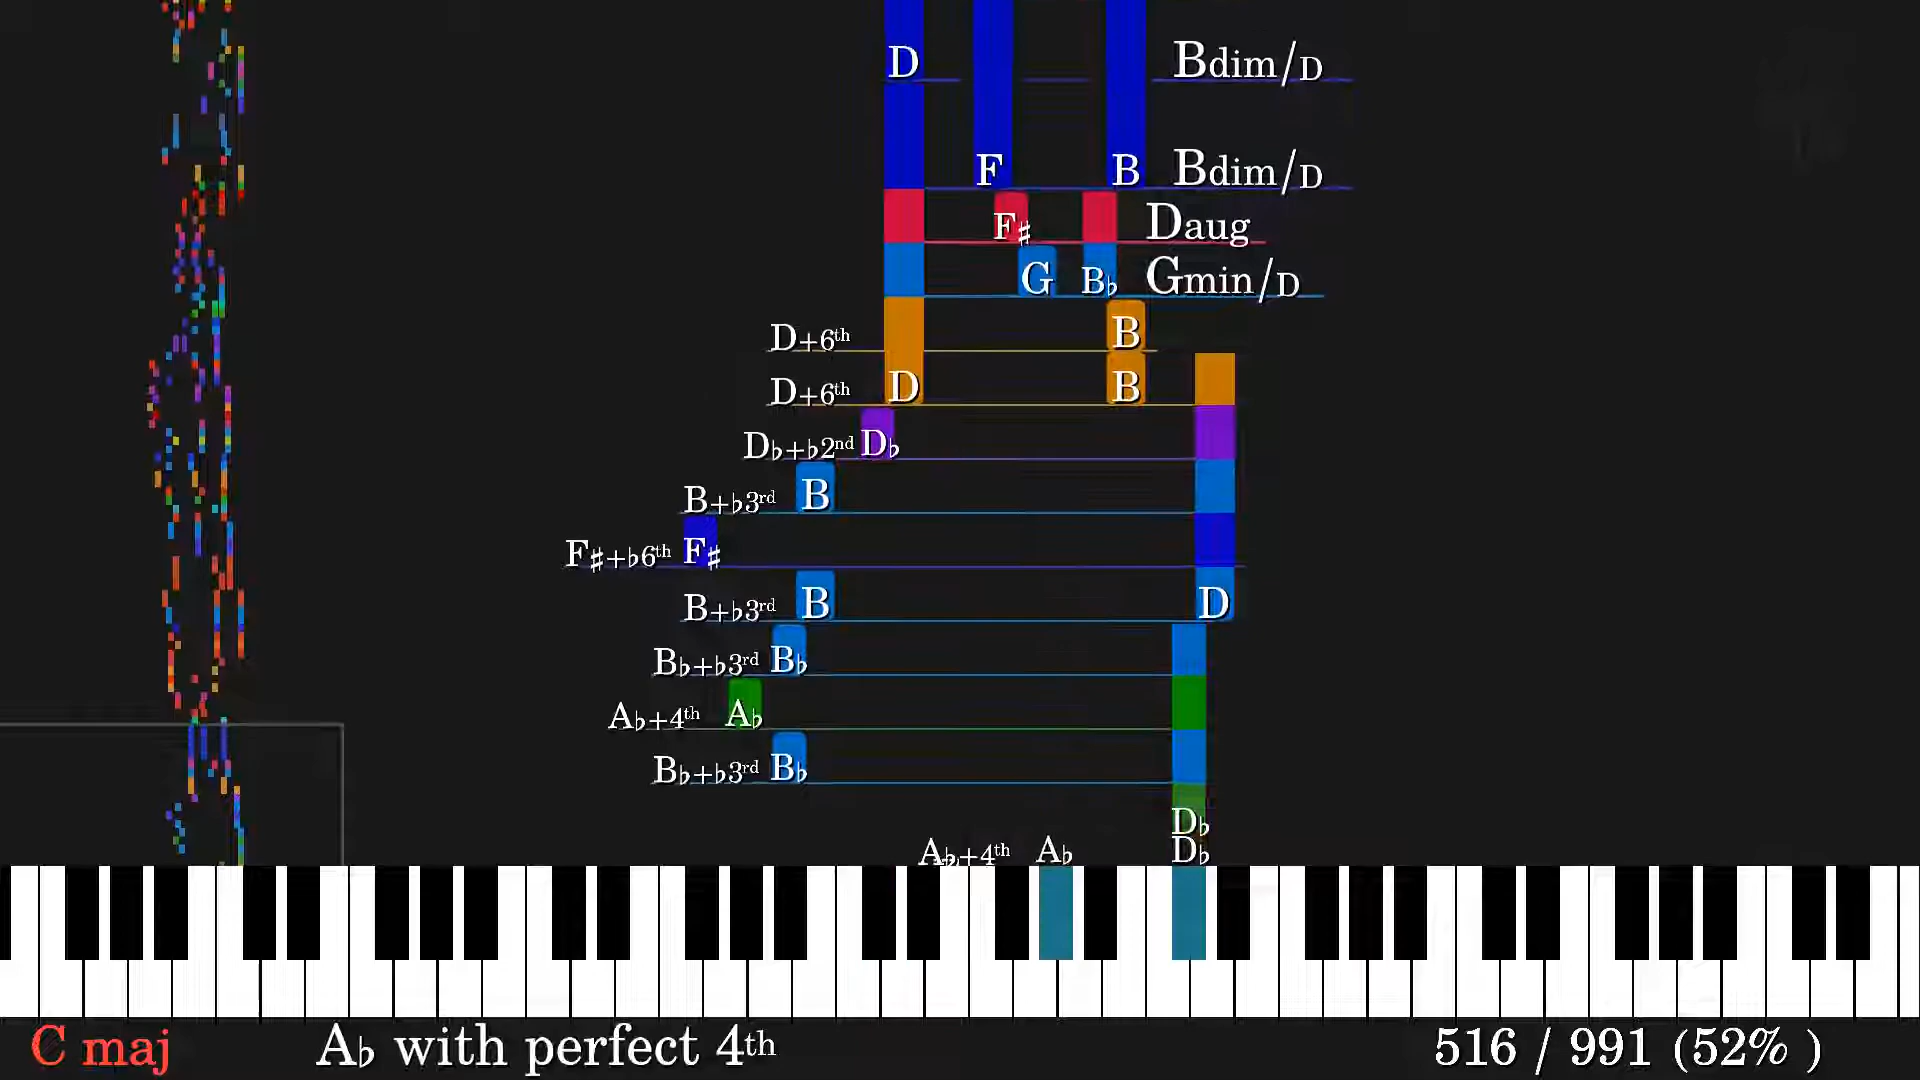 D Bdim/D
F B Bdim/D
F♯ Daug
G B♭ Gmin/D
D+6th B
D+6th D B
D♭+♭2nd D♭
B+♭3rd B
F♯+♭6th F♯
B+♭3rd B D
B♭+♭3rd B♭
A♭+4th A♭
B♭+♭3rd B♭
D♭
A♭+4th A♭ D♭
C maj A♭ with perfect 4th 516 / 991 (52% )